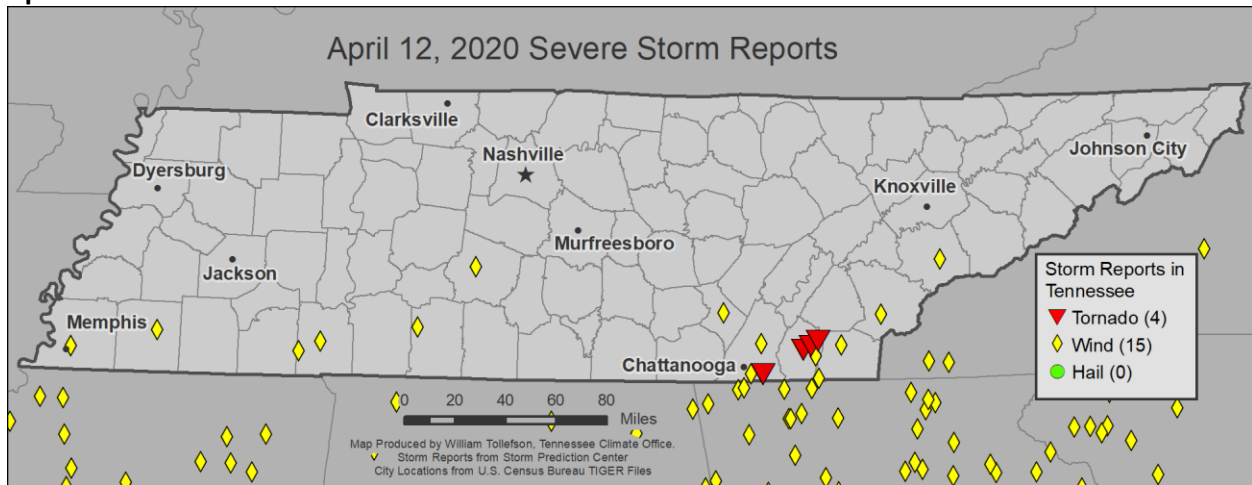 April 12, 2020 Severe Storm Reports
Clarksville
Nashville
Dyersburg
Johnson City
Knoxville
Murfreesboro
Jackson
Memphis
Chattanooga
Storm Reports in
Tennessee
Tornado (4)
Wind (15)
Hail (0)
0 20 40 60 80
Miles
Map Produced by William Tollefson, Tennessee Climate Office.
Storm Reports from Storm Prediction Center
City Locations from U.S. Census Bureau TIGER Files